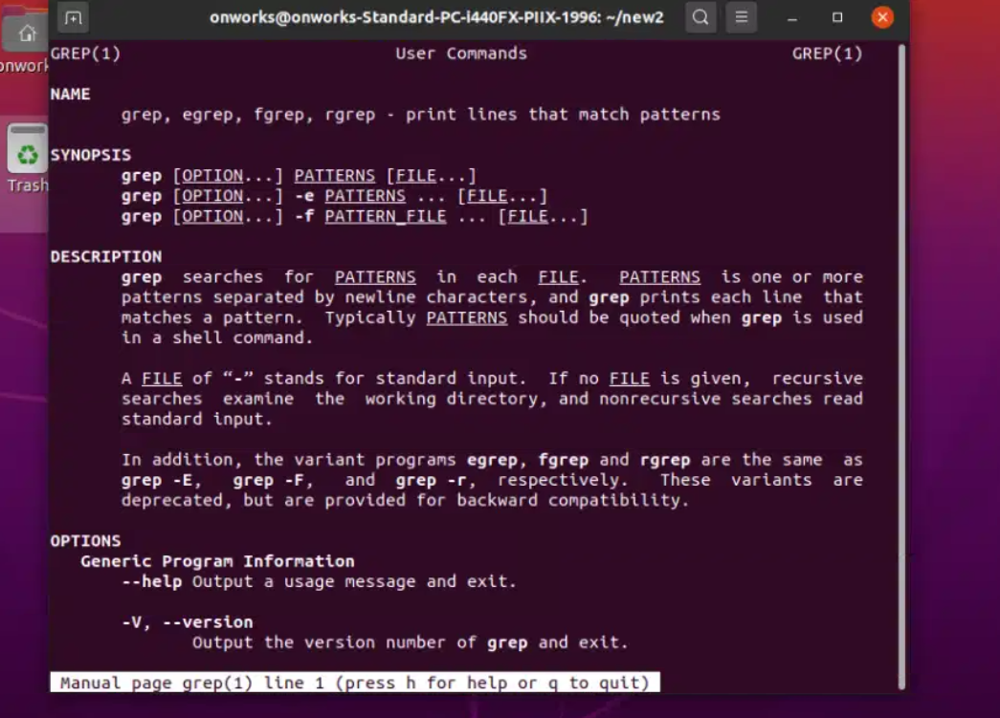 onworks@onworks-Standard-PC-i440FX-PIIX-1996: ~/new2
onwork
Trash
GREP(1) User Commands GREP(1)
NAME
grep, egrep, fgrep, rgrep - print lines that match patterns
SYNOPSIS
grep [OPTION...] PATTERNS [FILE...]
grep [OPTION...] -e PATTERNS ... [FILE...]
grep [OPTION...] -f PATTERN_FILE ... [FILE...]
DESCRIPTION
grep searches for PATTERNS in each FILE. PATTERNS is one or more
patterns separated by newline characters, and grep prints each line that
matches a pattern. Typically PATTERNS should be quoted when grep is used
in a shell command.
A FILE of “-” stands for standard input. If no FILE is given, recursive
searches examine the working directory, and nonrecursive searches read
standard input.
In addition, the variant programs egrep, fgrep and rgrep are the same as
grep -E, grep -F, and grep -r, respectively. These variants are
deprecated, but are provided for backward compatibility.
OPTIONS
Generic Program Information
--help Output a usage message and exit.
-V, --version
Output the version number of grep and exit.
Manual page grep(1) line 1 (press h for help or q to quit)